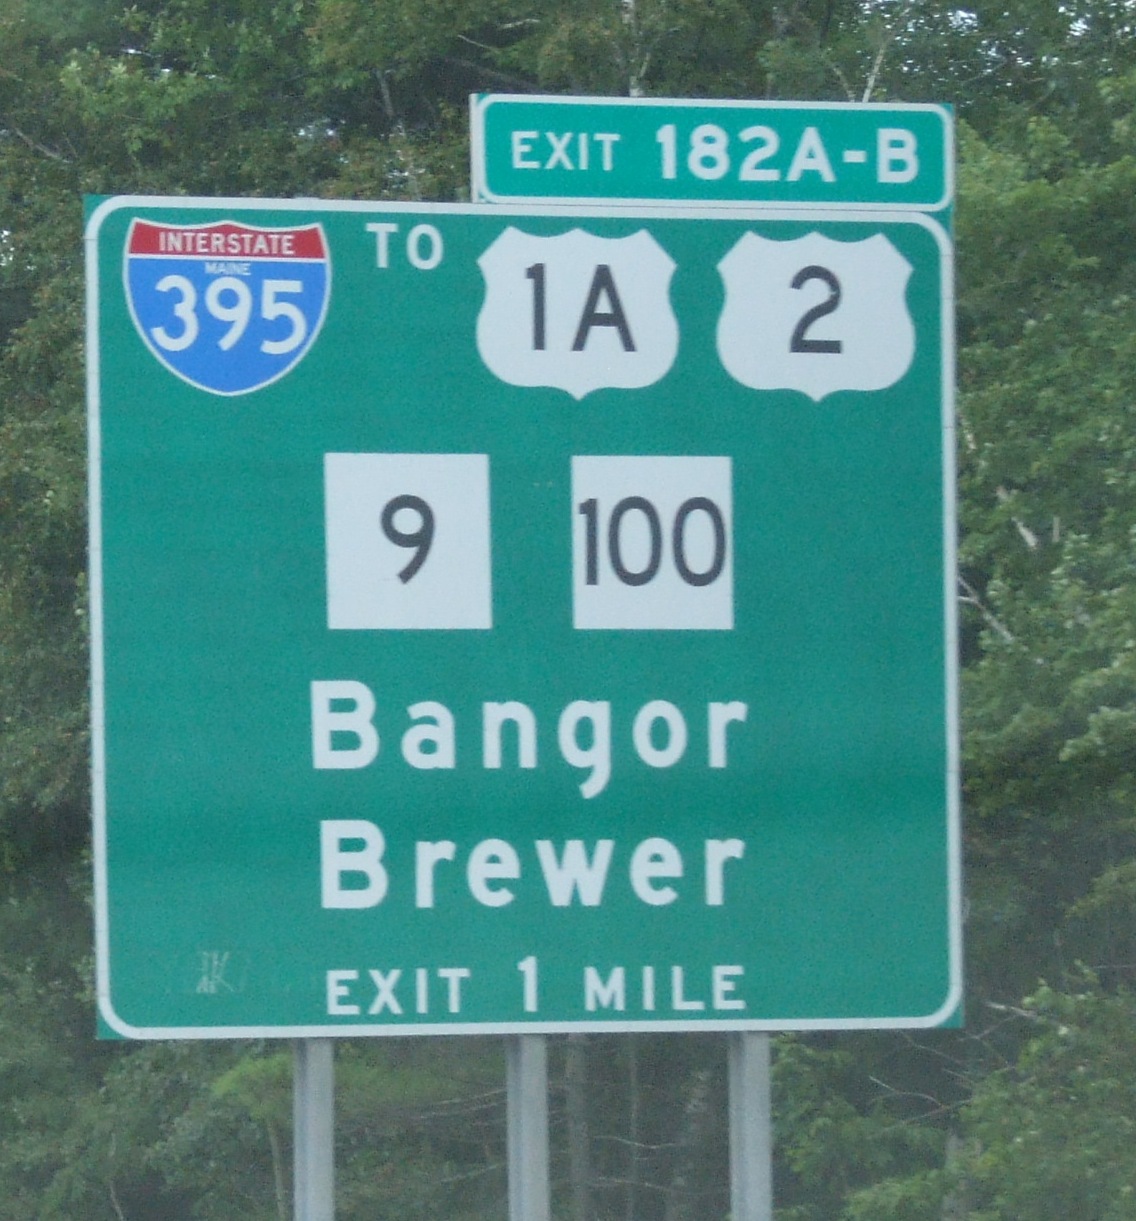 EXIT 182A-B
INTERSTATE
MAINE
395
TO
1A
2
9
100
Bangor
Brewer
EXIT 1 MILE